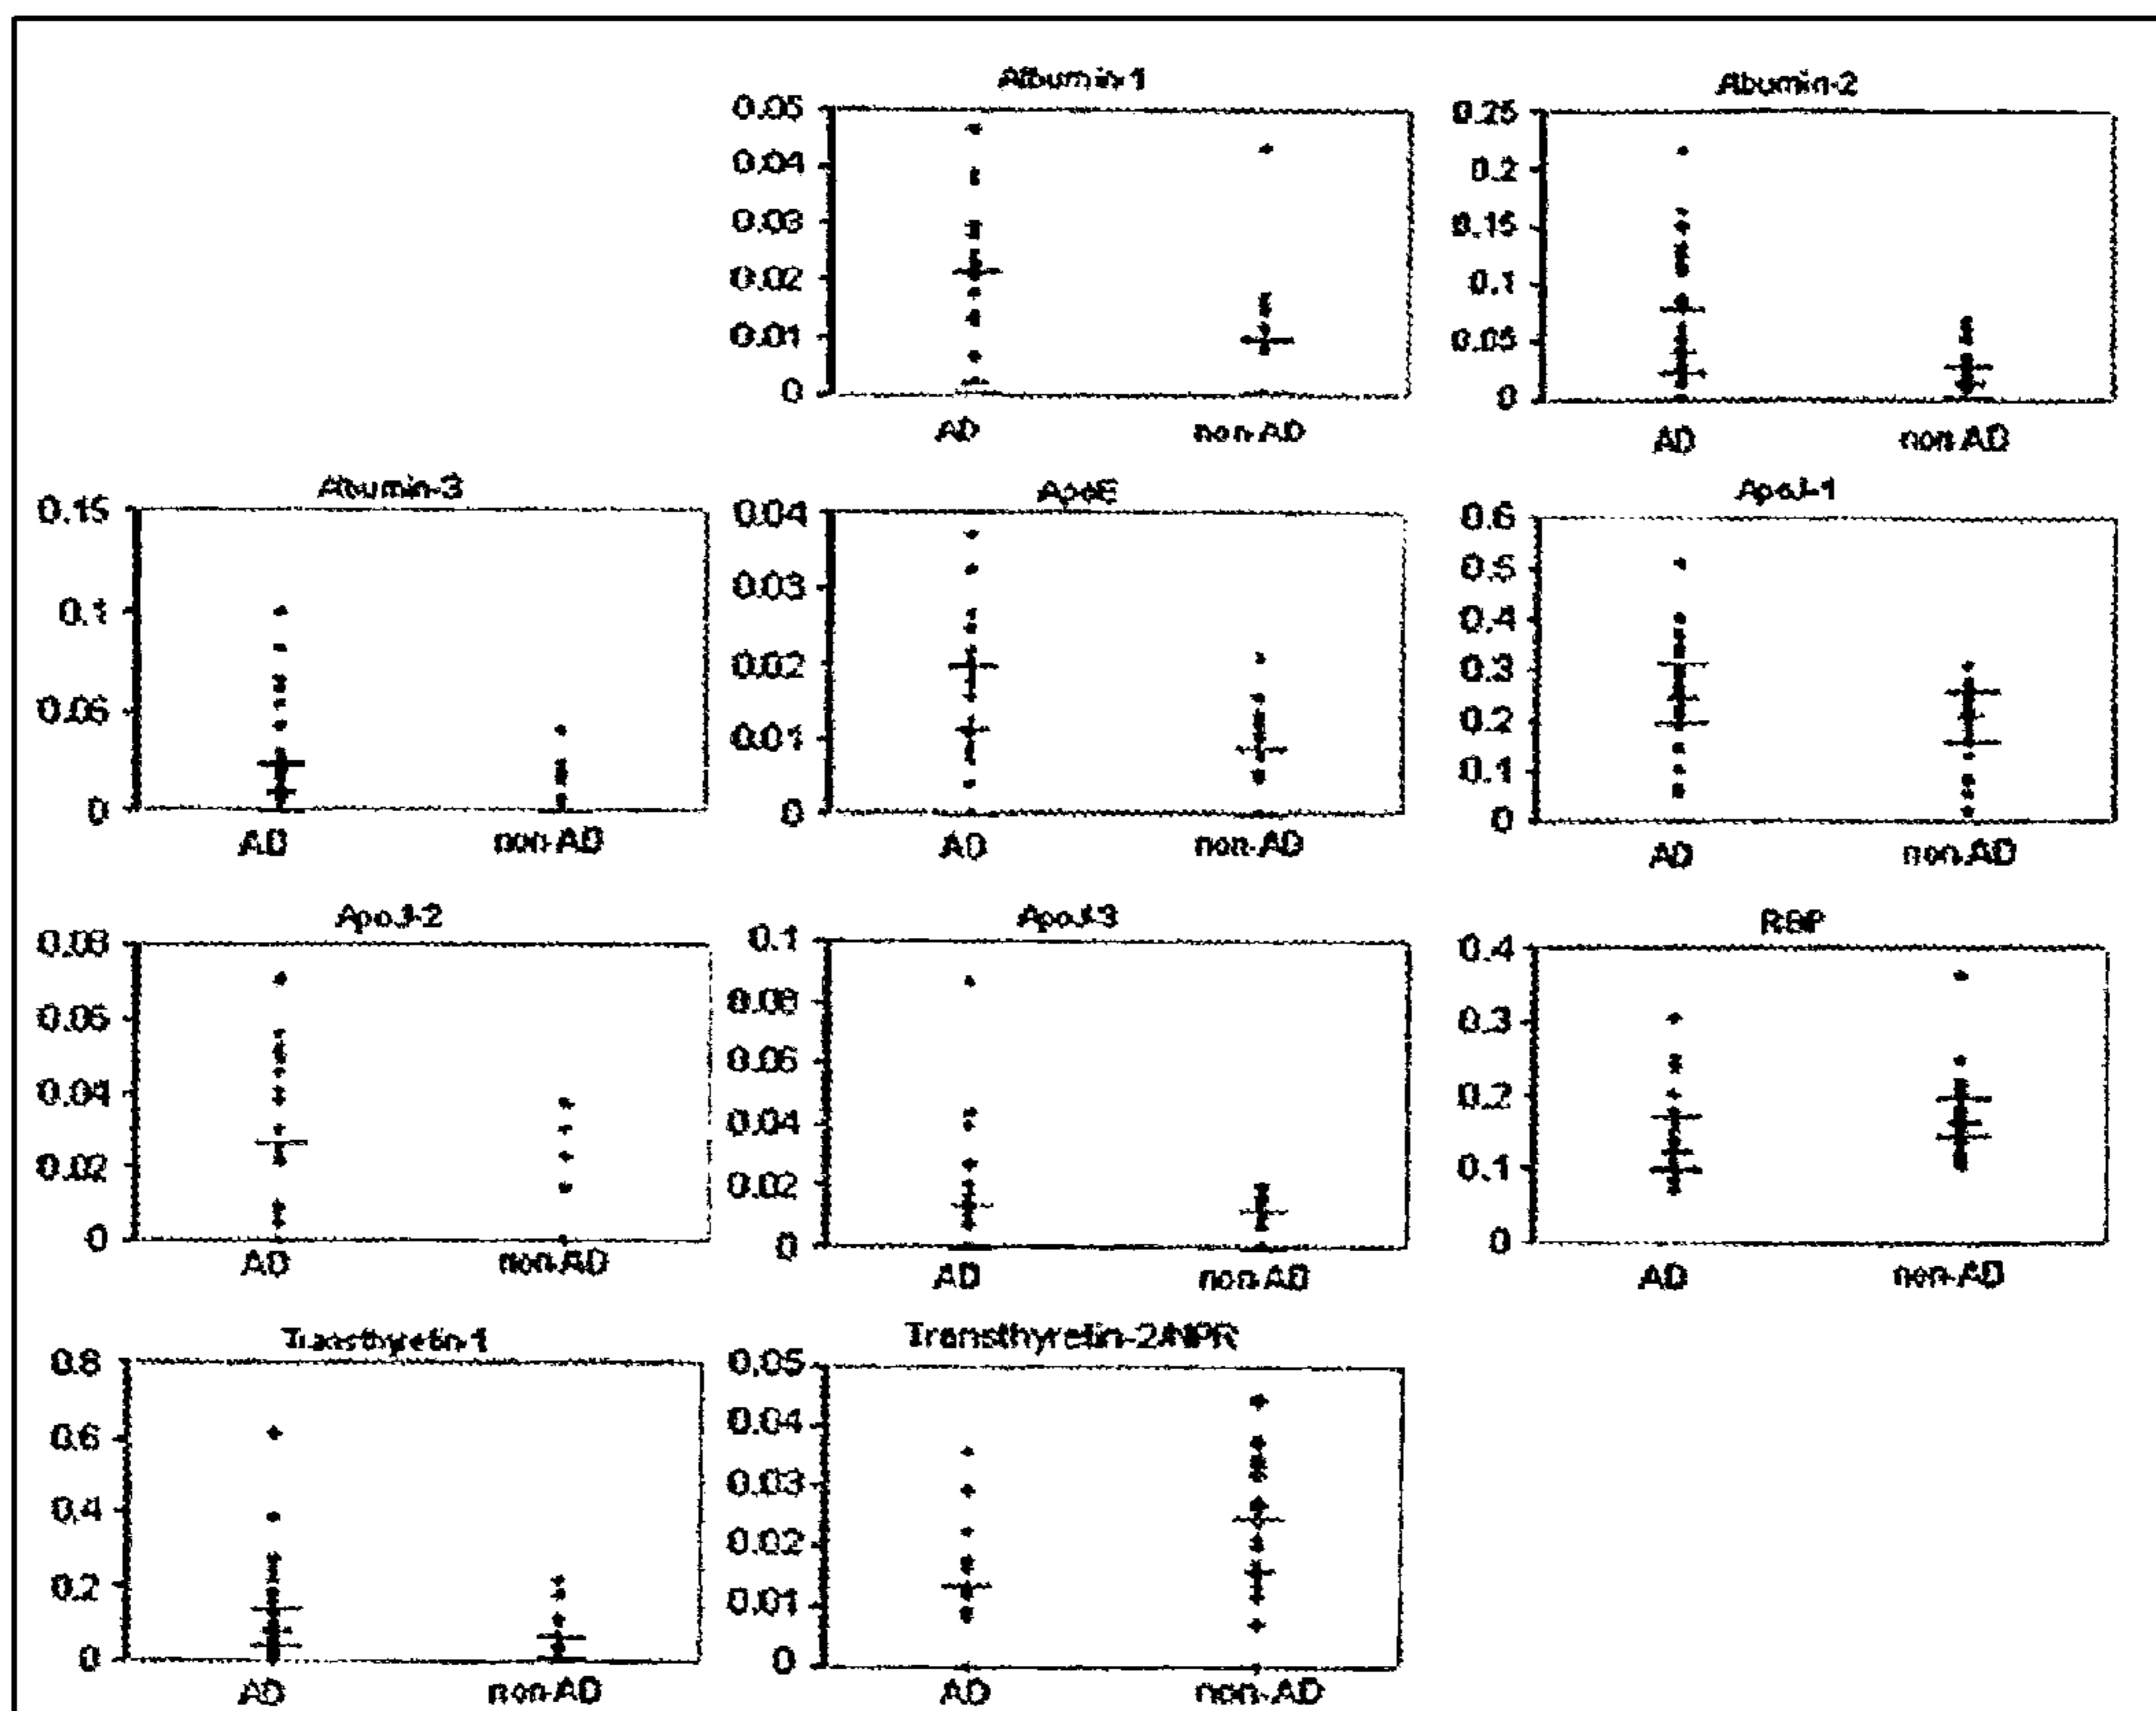 Albumin-1
0.05
0.04
0.03
0.02
0.01
0
AD non-AD
Abumin-2
0.25
0.2
0.15
0.1
0.05
0
AD non-AD
Abumin-3
0.15
0.1
0.05
0
AD non-AD
ApoE
0.04
0.03
0.02
0.01
0
AD non-AD
ApoJ-1
0.6
0.5
0.4
0.3
0.2
0.1
0
AD non-AD
ApoJ-2
0.08
0.06
0.04
0.02
0
AD non-AD
ApoJ-3
0.1
0.08
0.06
0.04
0.02
0
AD non-AD
RBP
0.4
0.3
0.2
0.1
0
AD non-AD
Transthyretin-1
0.8
0.6
0.4
0.2
0
AD non-AD
Transthyretin-2/NPR
0.05
0.04
0.03
0.02
0.01
0
AD non-AD